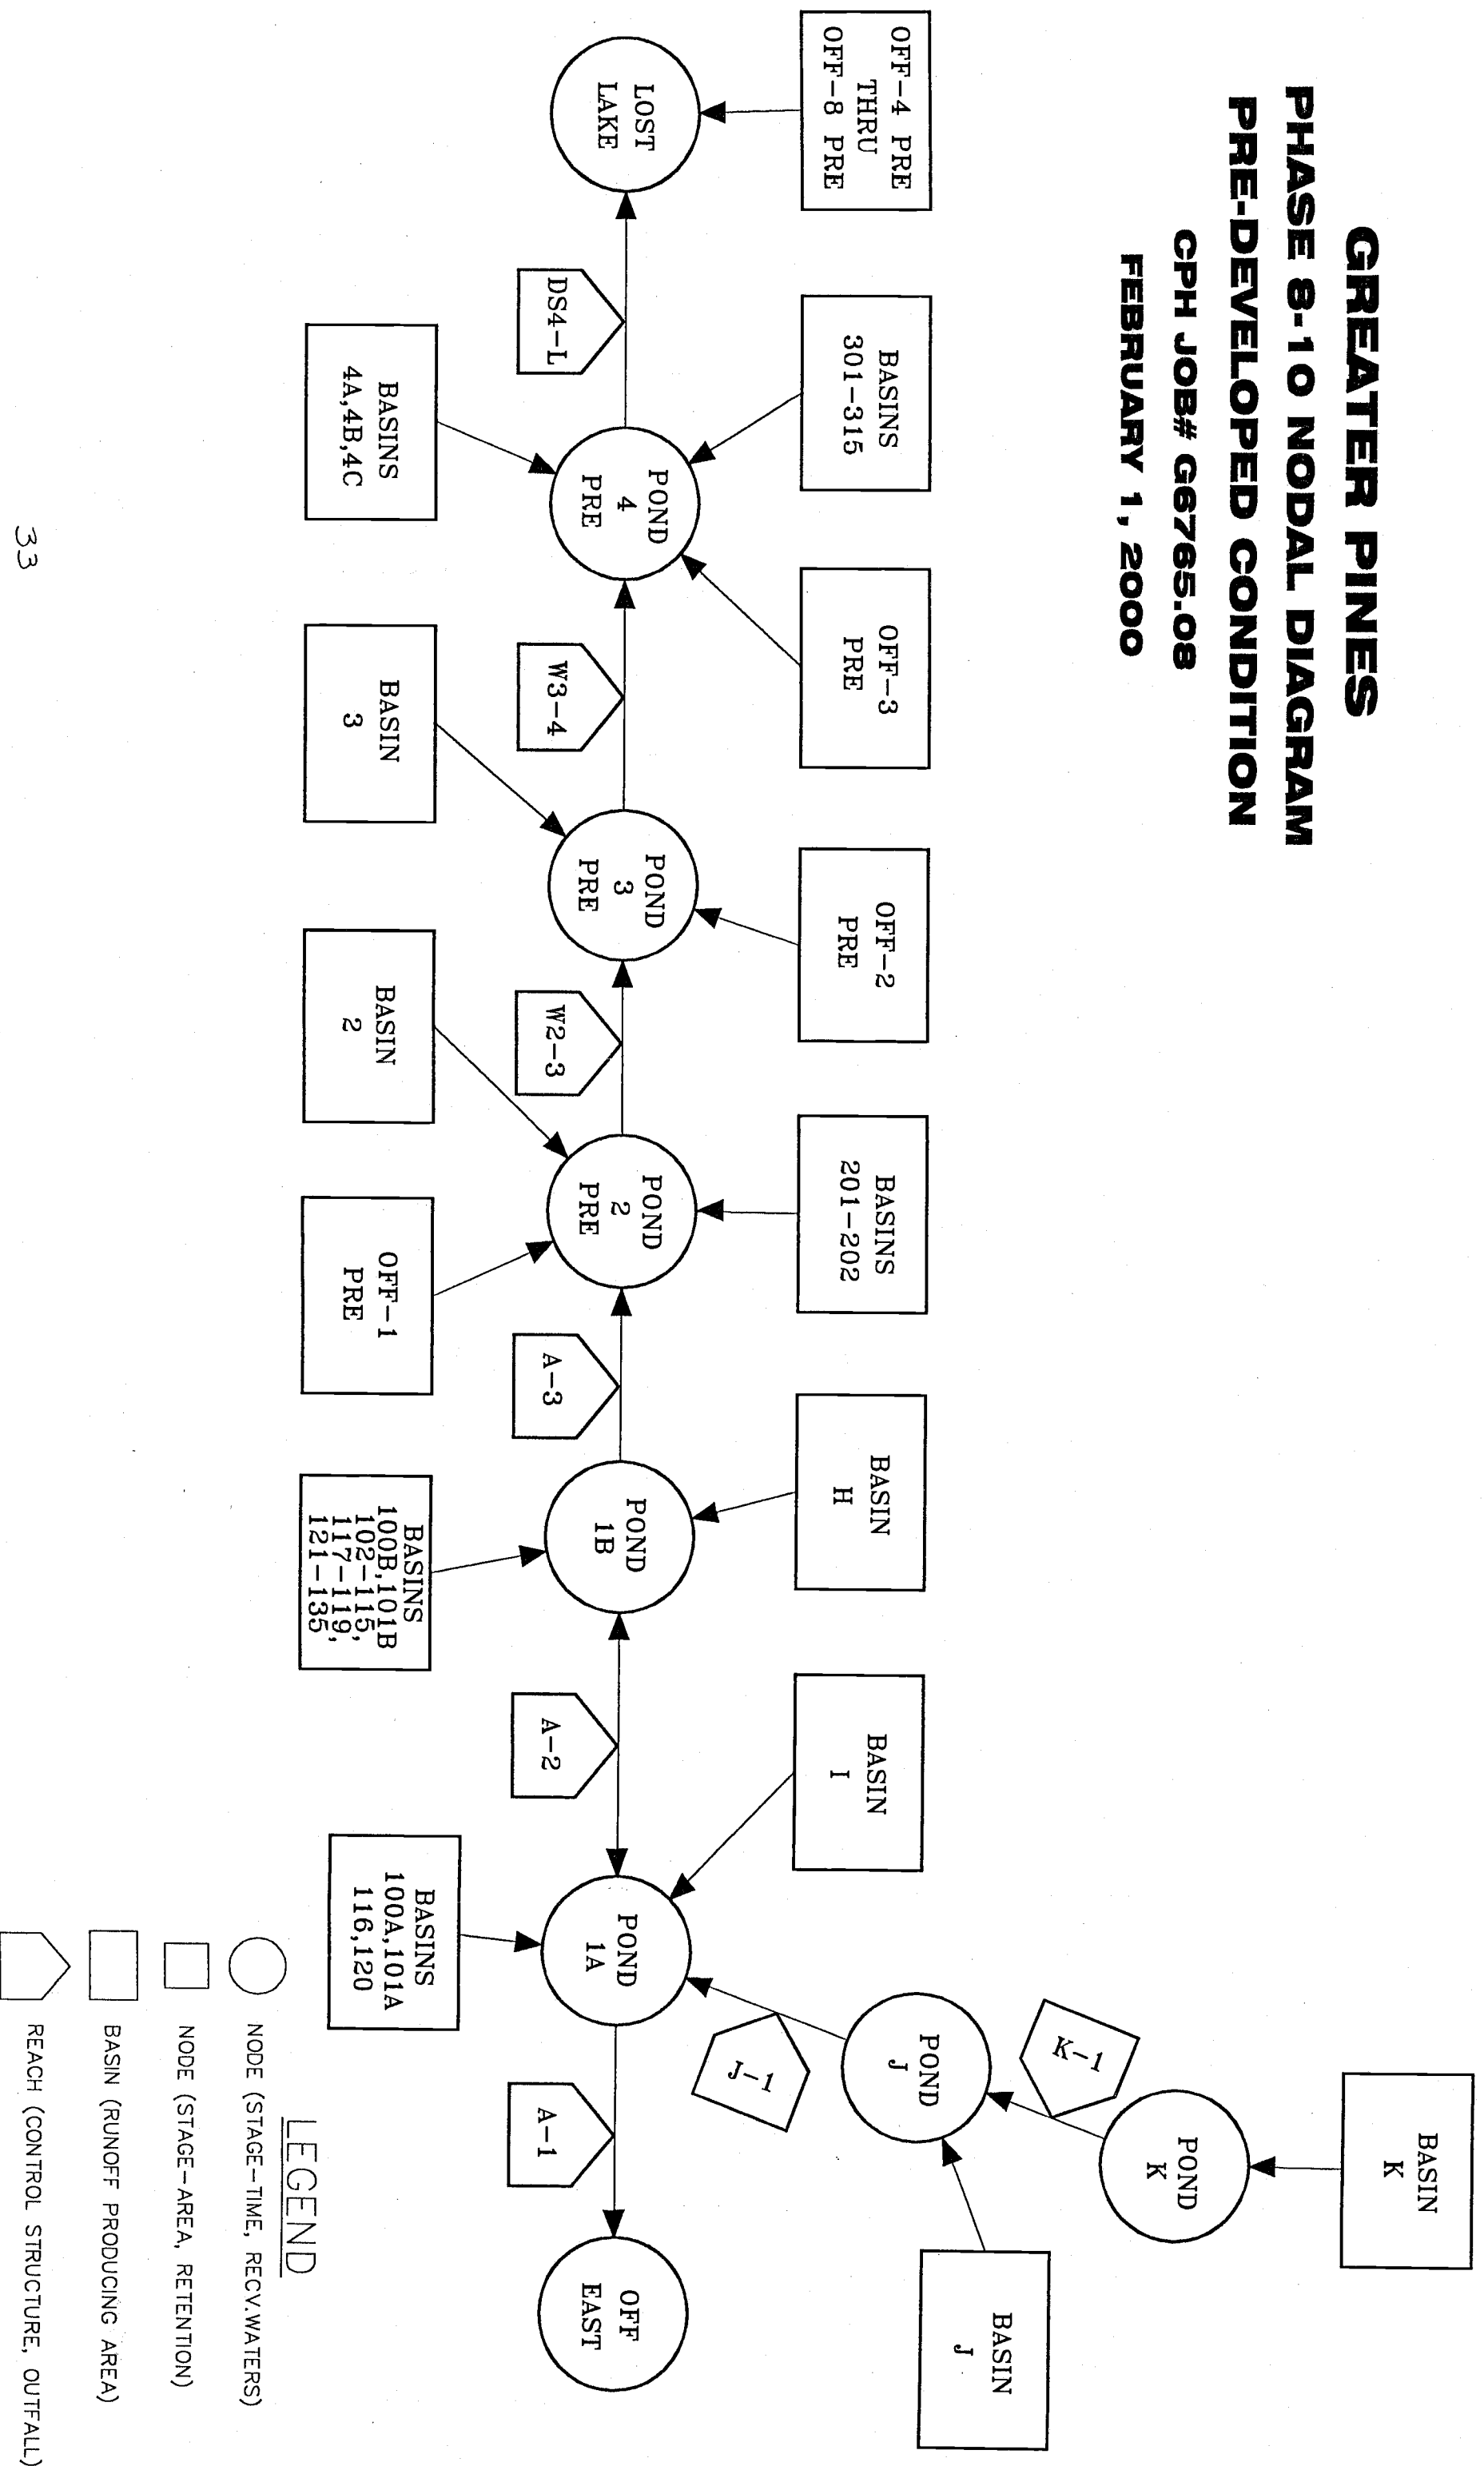 GREATER PINES
PHASE 8-10 NODAL DIAGRAM
PRE-DEVELOPED CONDITION
CPH JOB# G6765.08
FEBRUARY 1, 2000
BASIN
K
POND
K
K-1
BASIN
J
POND
J
J-1
OFF-4 PRE
THRU
OFF-8 PRE
BASINS
301-315
OFF-3
PRE
OFF-2
PRE
BASINS
201-202
BASIN
H
BASIN
I
LOST
LAKE
POND
4
PRE
POND
3
PRE
POND
2
PRE
POND
1B
POND
1A
OFF
EAST
DS4-L
W3-4
W2-3
A-3
A-2
A-1
BASINS
4A,4B,4C
BASIN
3
BASIN
2
OFF-1
PRE
BASINS
100B,101B
102-115,
117-119,
121-135
BASINS
100A,101A
116,120
LEGEND
NODE (STAGE-TIME, RECV.WATERS)
NODE (STAGE-AREA, RETENTION)
BASIN (RUNOFF PRODUCING AREA)
REACH (CONTROL STRUCTURE, OUTFALL)
33